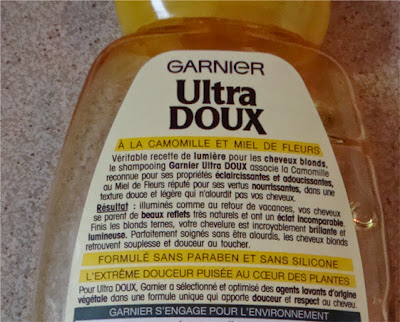 GARNIER
Ultra
DOUX
À LA CAMOMILLE ET MIEL DE FLEURS
Véritable recette de lumière pour les cheveux blonds,
le shampooing Garnier Ultra DOUX associe la Camomille
reconnue pour ses propriétés éclaircissantes et adoucissantes,
au Miel de Fleurs réputé pour ses vertus nourrissantes, dans une
texture douce et légère qui n'alourdit pas vos cheveux.
Résultat : illuminés comme au retour de vacances, vos cheveux
se parent de beaux reflets très naturels et ont un éclat incomparable.
Finis les blonds ternes, votre chevelure est incroyablement brillante et
lumineuse. Parfaitement soignés sans être alourdis, les cheveux blonds
retrouvent souplesse et douceur au toucher.
FORMULE SANS PARABEN ET SANS SILICONE
L'EXTRÊME DOUCEUR PUISÉE AU CŒUR DES PLANTES
Pour Ultra DOUX, Garnier a sélectionné et optimisé des agents lavants d'origine
végétale dans une formule unique qui apporte douceur et respect au cheveu.
GARNIER S'ENGAGE POUR L'ENVIRONNEMENT